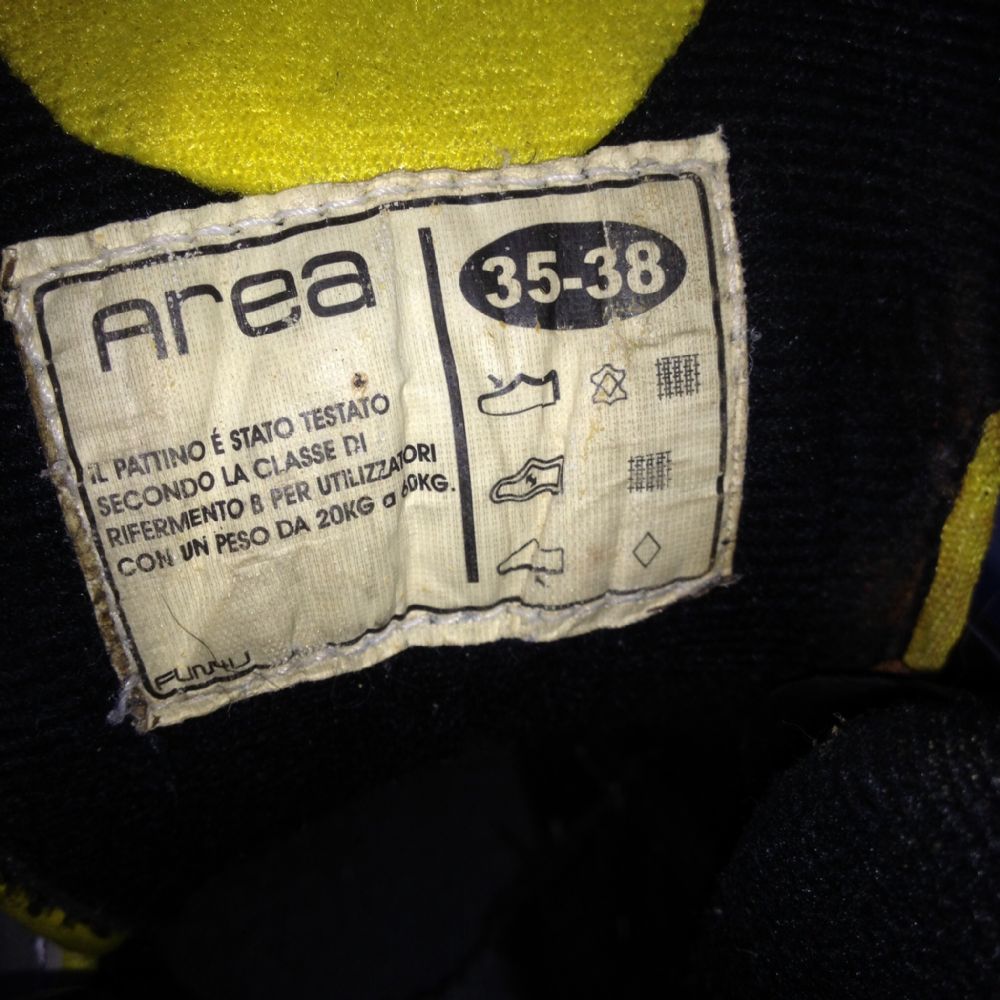 Area
IL PATTINO É STATO TESTATO
SECONDO LA CLASSE DI
RIFERMENTO B PER UTILIZZATORI
CON UN PESO DA 20KG a 60KG.
FUN4U
35-38